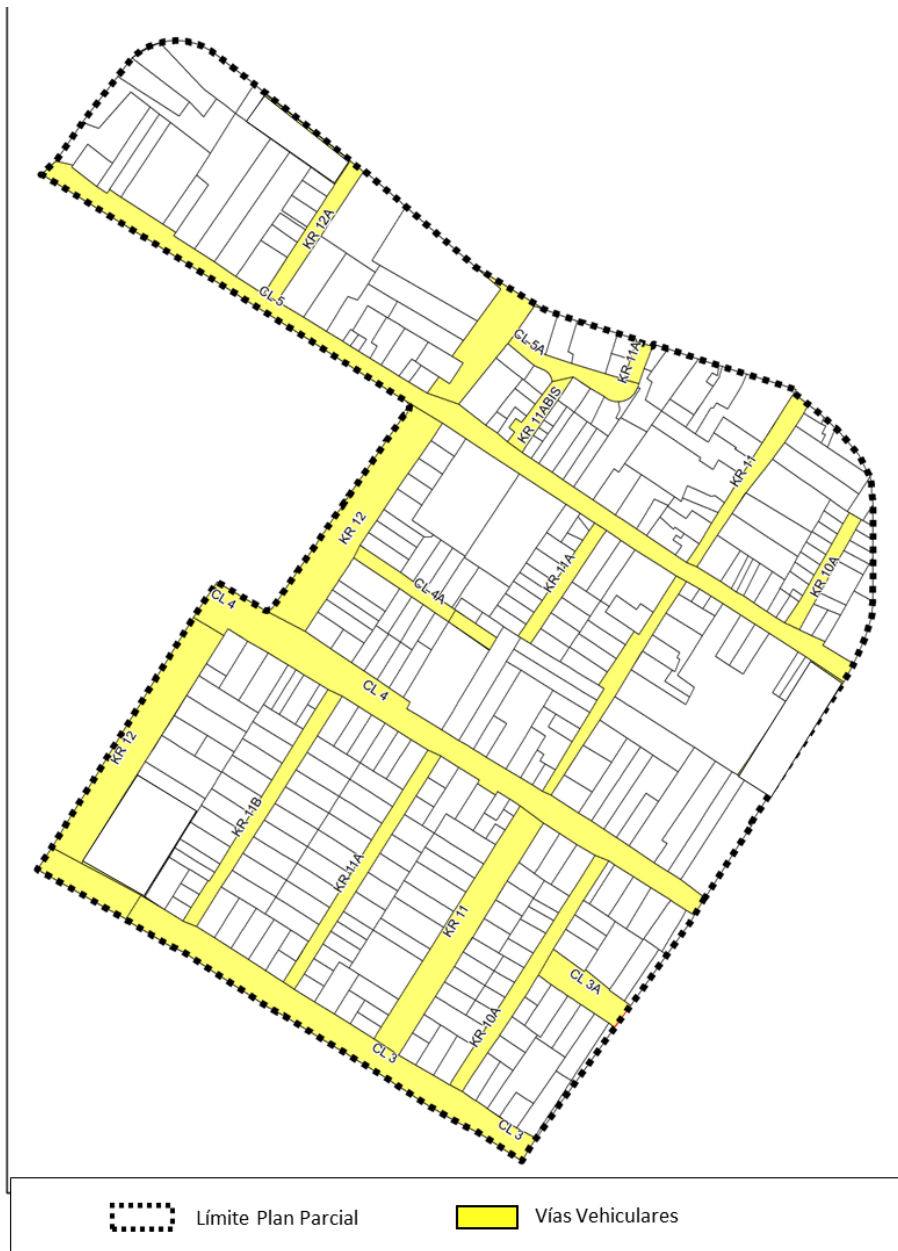 KR 12A
CL 5
CL-5A
KR-11A
KR 11ABIS
KR-11
KR 12
KR-11A
KR 10A
CL-4A
CL 4
CL 4
KR 12
KR-11B
KR-11A
KR 11
CL 3A
KR-10A
CL 3
CL 3
Límite Plan Parcial
Vías Vehiculares